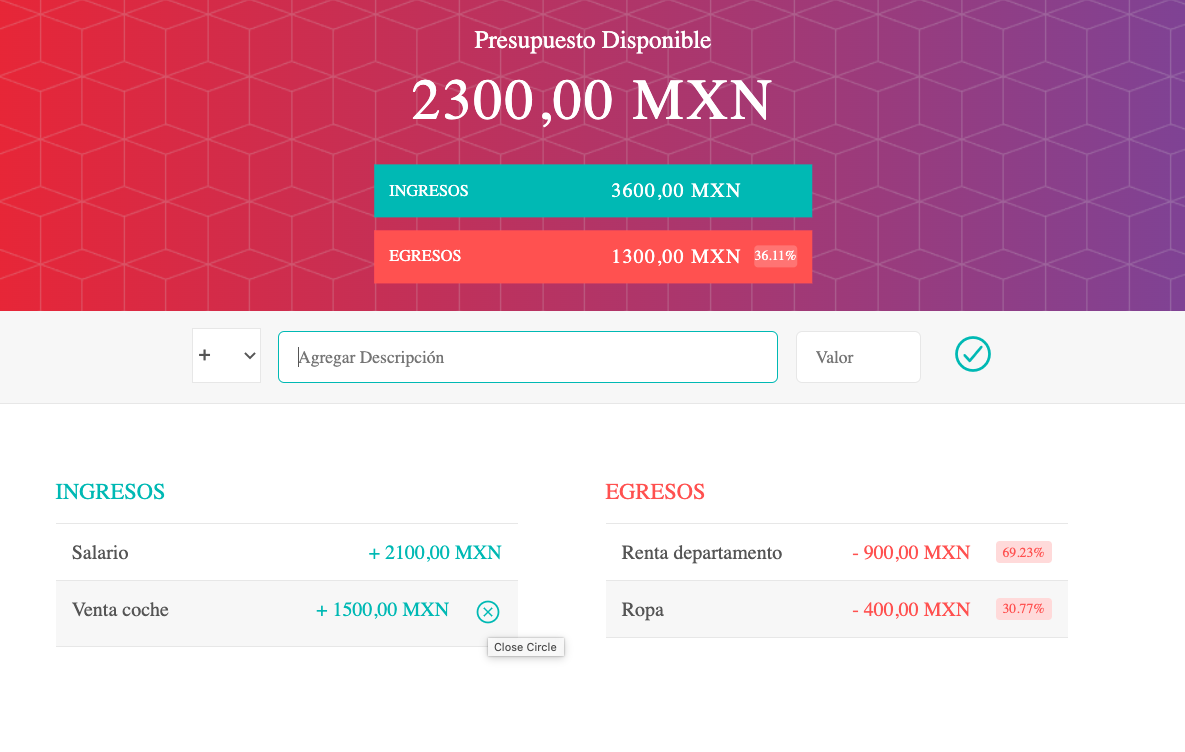 Presupuesto Disponible
2300,00 MXN
INGRESOS 3600,00 MXN
EGRESOS 1300,00 MXN 36.11%
+ Agregar Descripción Valor
INGRESOS
Salario + 2100,00 MXN
Venta coche + 1500,00 MXN
Close Circle
EGRESOS
Renta departamento - 900,00 MXN 69.23%
Ropa - 400,00 MXN 30.77%